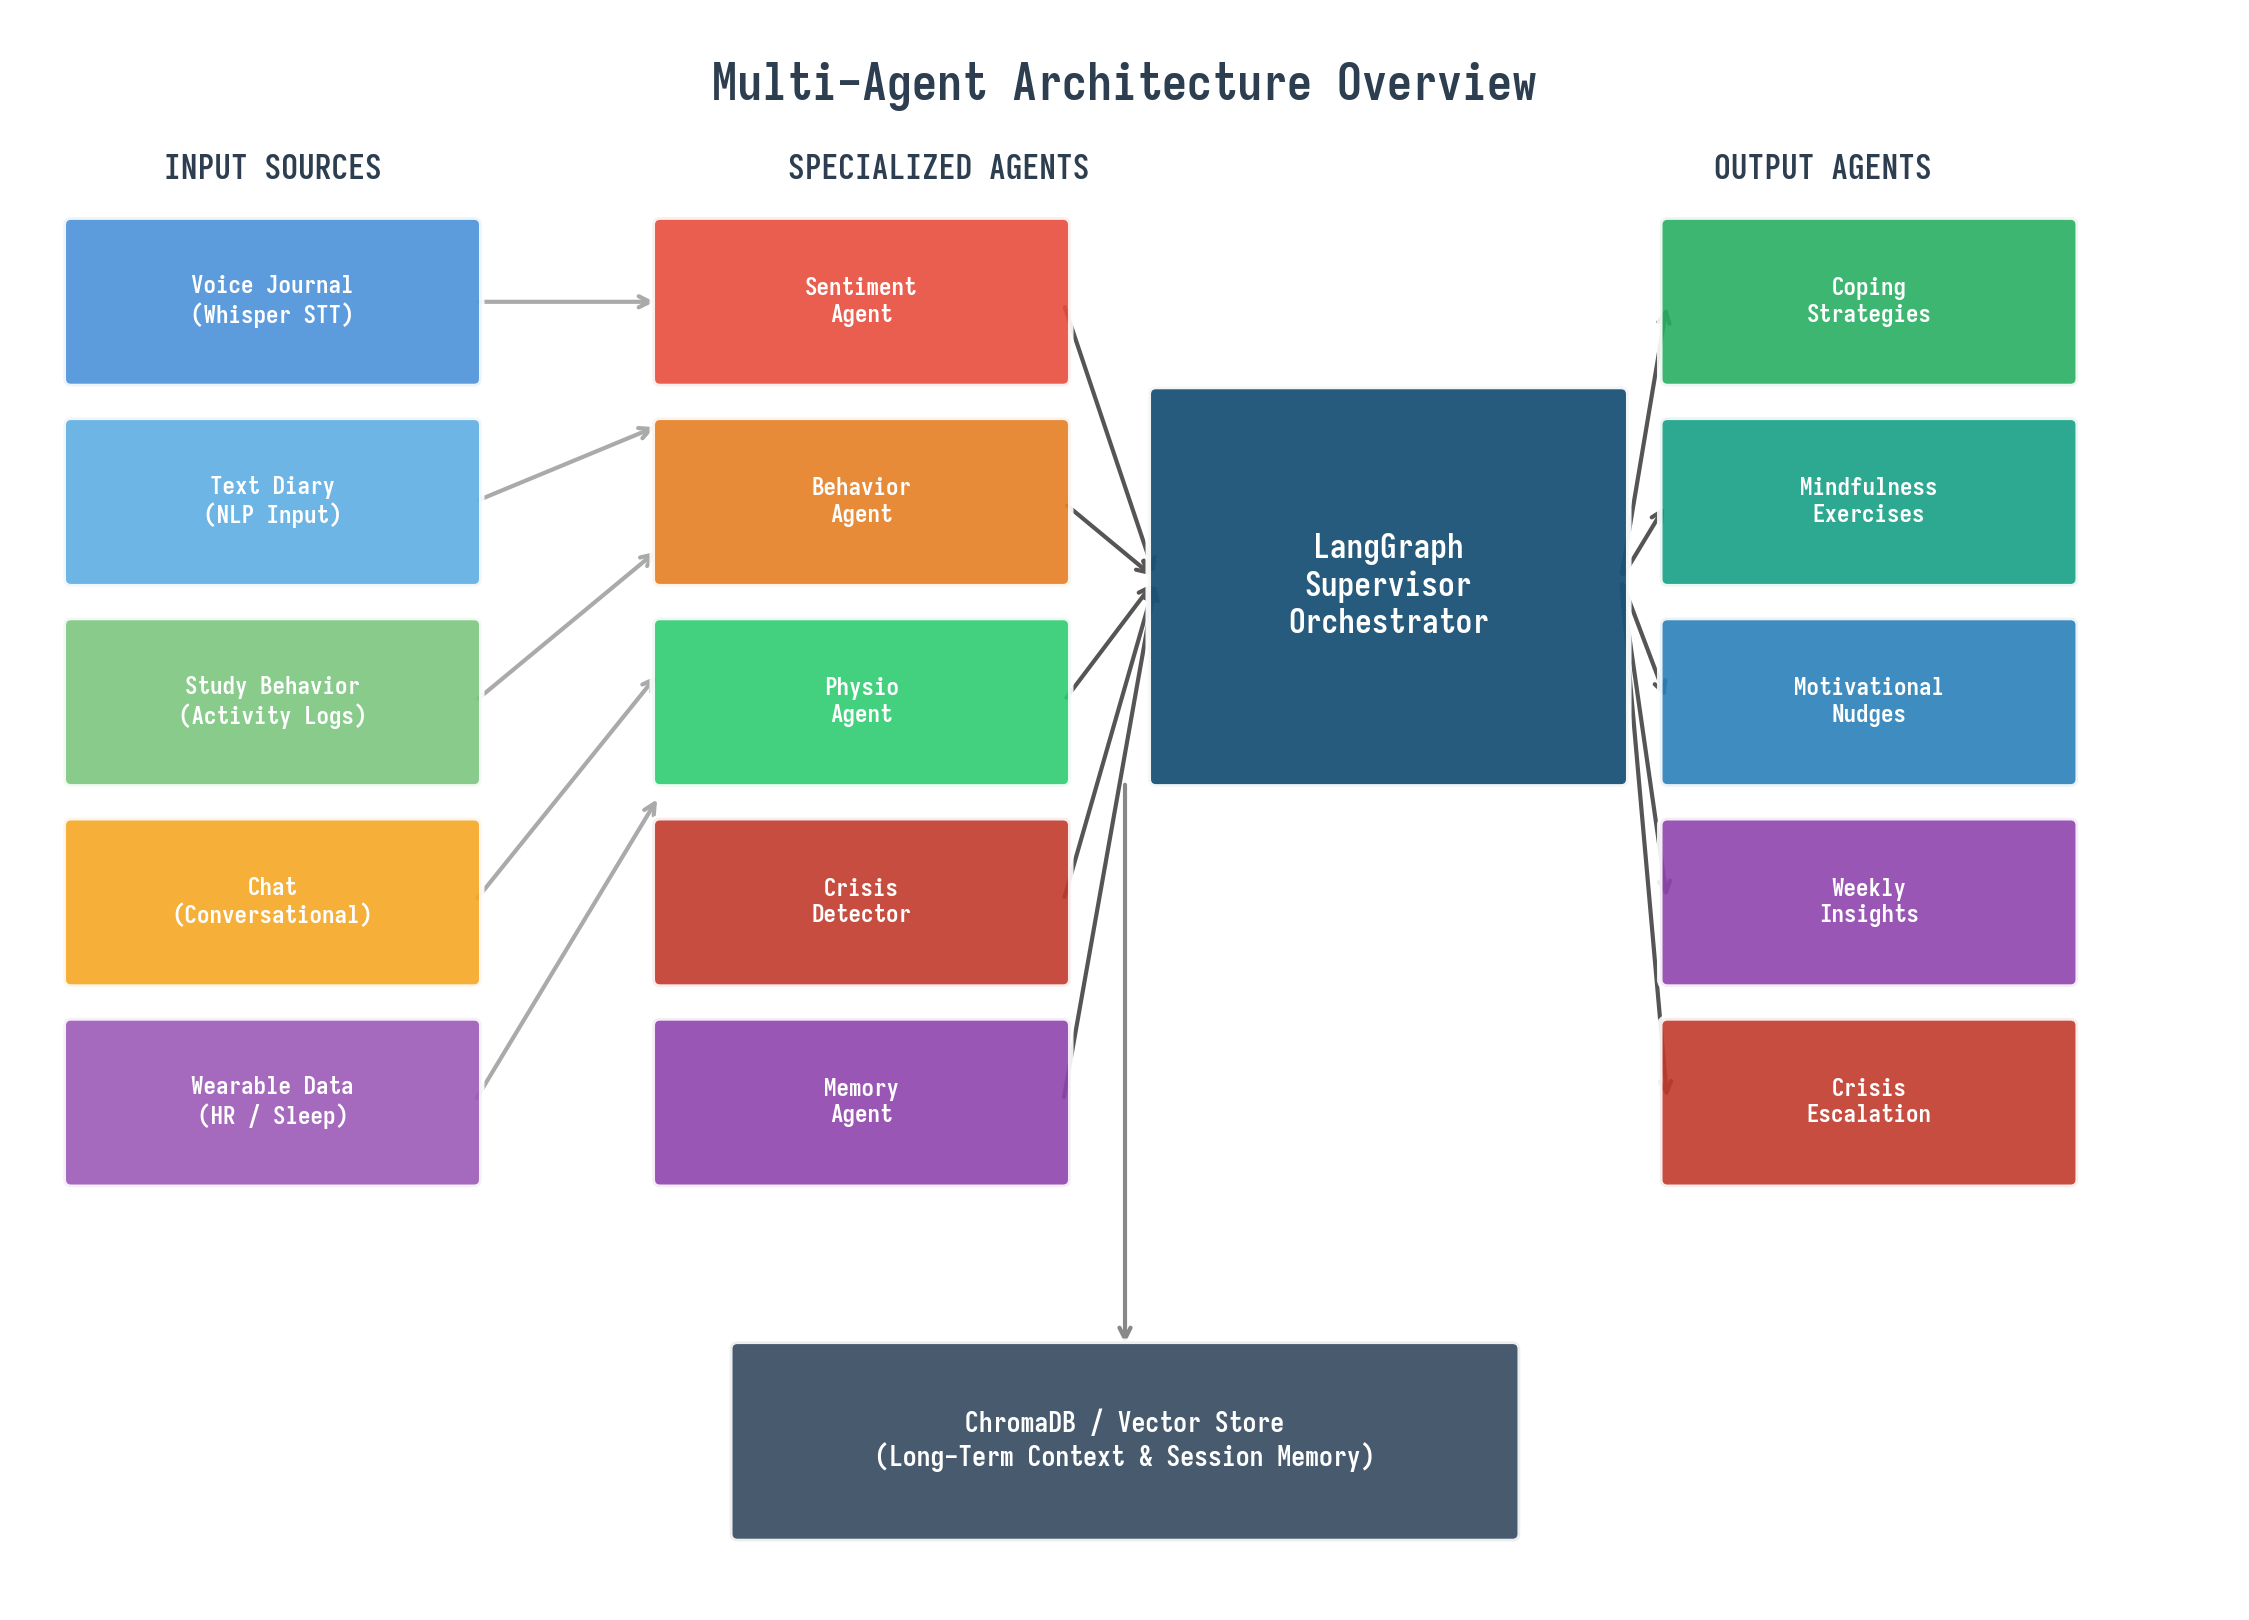 Multi-Agent Architecture Overview
INPUT SOURCES
Voice Journal
(Whisper STT)
Text Diary
(NLP Input)
Study Behavior
(Activity Logs)
Chat
(Conversational)
Wearable Data
(HR / Sleep)
SPECIALIZED AGENTS
Sentiment
Agent
Behavior
Agent
Physio
Agent
Crisis
Detector
Memory
Agent
LangGraph
Supervisor
Orchestrator
OUTPUT AGENTS
Coping
Strategies
Mindfulness
Exercises
Motivational
Nudges
Weekly
Insights
Crisis
Escalation
ChromaDB / Vector Store
(Long-Term Context & Session Memory)